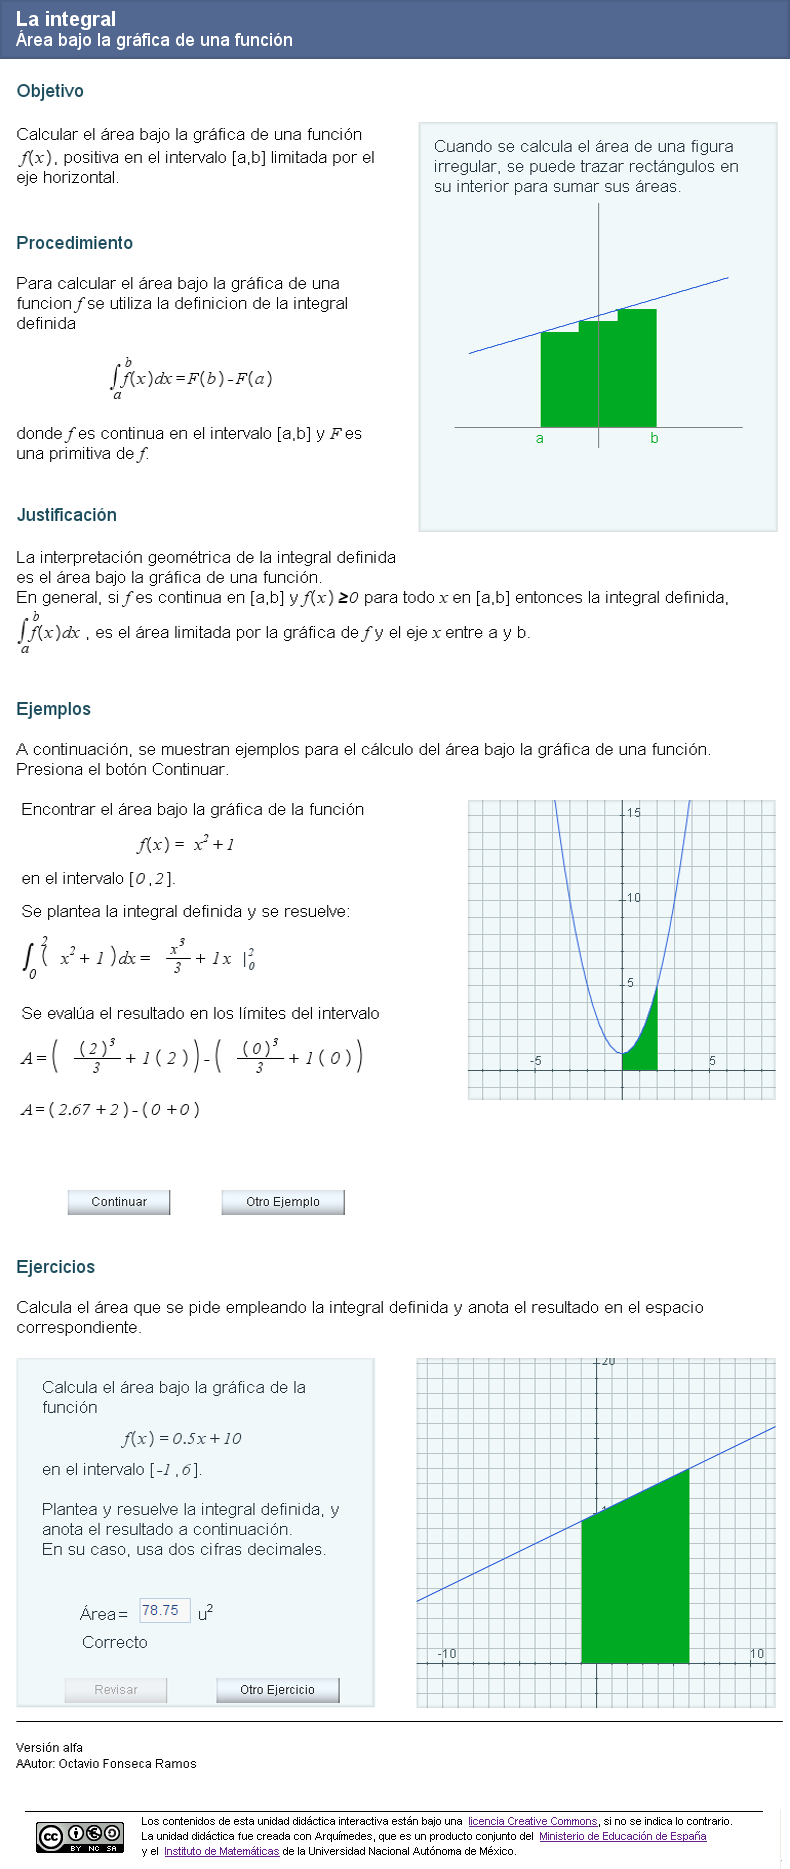 La integral
Área bajo la gráfica de una función
Objetivo
Calcular el área bajo la gráfica de una función
f(x), positiva en el intervalo [a,b] limitada por el
eje horizontal.
Cuando se calcula el área de una figura
irregular, se puede trazar rectángulos en
su interior para sumar sus áreas.
a b
Procedimiento
Para calcular el área bajo la gráfica de una
funcion f se utiliza la definicion de la integral
definida
∫_a^b f(x)dx=F(b)-F(a)
donde f es continua en el intervalo [a,b] y F es
una primitiva de f.
Justificación
La interpretación geométrica de la integral definida
es el área bajo la gráfica de una función.
En general, si f es continua en [a,b] y f(x) ≥0 para todo x en [a,b] entonces la integral definida,
∫_a^b f(x)dx , es el área limitada por la gráfica de f y el eje x entre a y b.
Ejemplos
A continuación, se muestran ejemplos para el cálculo del área bajo la gráfica de una función.
Presiona el botón Continuar.
Encontrar el área bajo la gráfica de la función
f(x) = x²+1
en el intervalo [0,2].
Se plantea la integral definida y se resuelve:
∫_0^2 ( x²+1 )dx = x³/3 + 1x |_0^2
Se evalúa el resultado en los límites del intervalo
A=( (2)³/3 + 1(2) )-( (0)³/3 + 1(0) )
A=(2.67+2)-(0+0)
15
10
5
-5 5
Continuar Otro Ejemplo
Ejercicios
Calcula el área que se pide empleando la integral definida y anota el resultado en el espacio
correspondiente.
Calcula el área bajo la gráfica de la
función
f(x)=0.5x+10
en el intervalo [-1,6].
Plantea y resuelve la integral definida, y
anota el resultado a continuación.
En su caso, usa dos cifras decimales.
Área= 78.75 u²
Correcto
Revisar Otro Ejercicio
20
-10 10
Versión alfa
AAutor: Octavio Fonseca Ramos
cc BY NC SA
Los contenidos de esta unidad didáctica interactiva están bajo una licencia Creative Commons, si no se indica lo contrario.
La unidad didáctica fue creada con Arquímedes, que es un producto conjunto del Ministerio de Educación de España
y el Instituto de Matemáticas de la Universidad Nacional Autónoma de México.